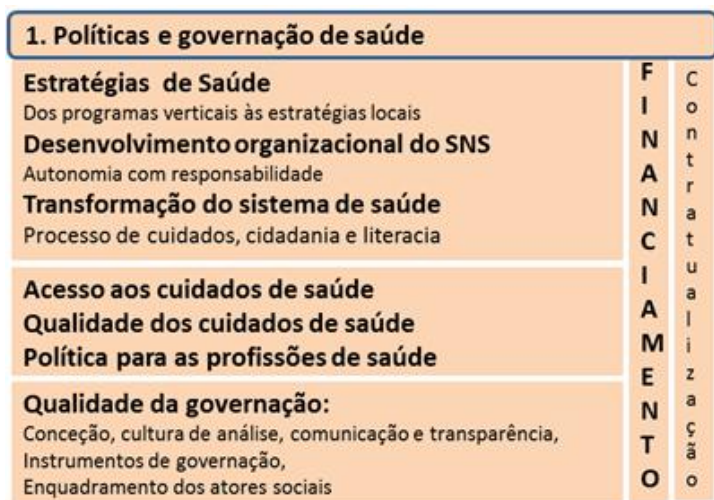 1. Políticas e governação de saúde
Estratégias de Saúde
Dos programas verticais às estratégias locais
Desenvolvimento organizacional do SNS
Autonomia com responsabilidade
Transformação do sistema de saúde
Processo de cuidados, cidadania e literacia
Acesso aos cuidados de saúde
Qualidade dos cuidados de saúde
Política para as profissões de saúde
Qualidade da governação:
Conceção, cultura de análise, comunicação e transparência,
Instrumentos de governação,
Enquadramento dos atores sociais
FINANCIAMENTO
Contratualização